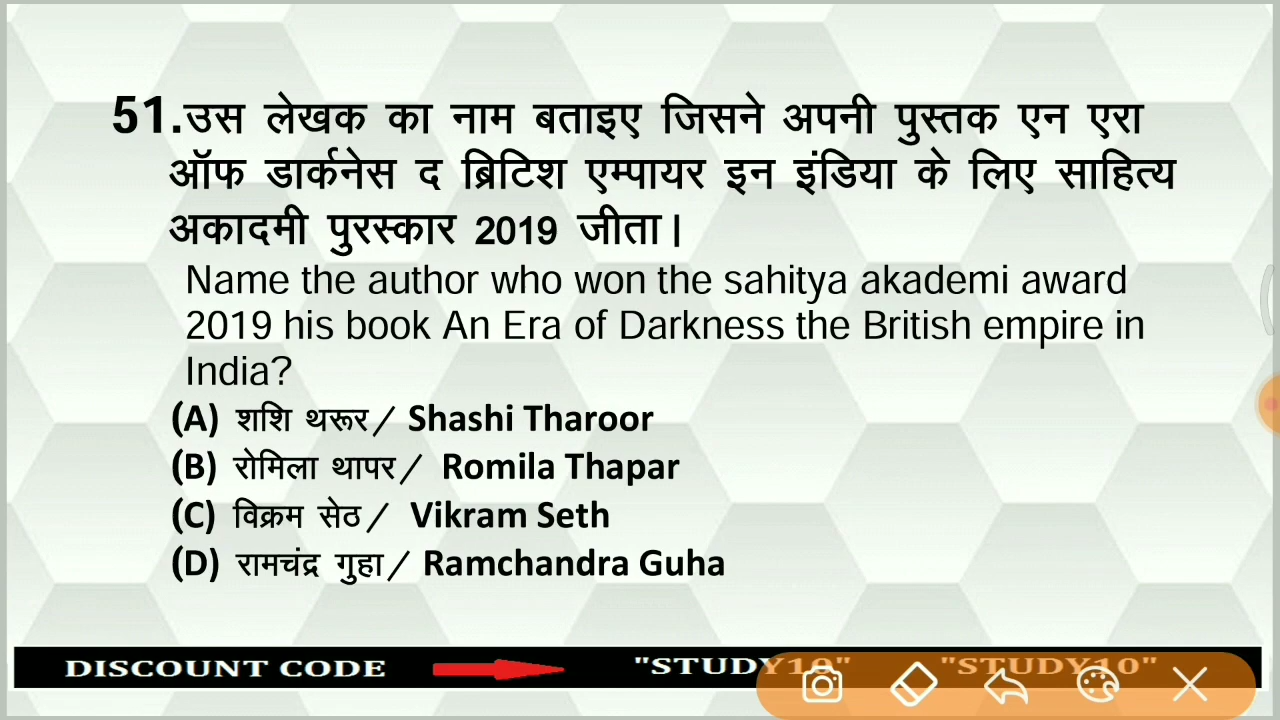 51.उस लेखक का नाम बताइए जिसने अपनी पुस्तक एन एरा
ऑफ डार्कनेस द ब्रिटिश एम्पायर इन इंडिया के लिए साहित्य
अकादमी पुरस्कार 2019 जीता।
Name the author who won the sahitya akademi award
2019 his book An Era of Darkness the British empire in
India?
(A) शशि थरूर/ Shashi Tharoor
(B) रोमिला थापर/ Romila Thapar
(C) विक्रम सेठ/ Vikram Seth
(D) रामचंद्र गुहा/ Ramchandra Guha
DISCOUNT CODE "STUDY10" "STUDY10"